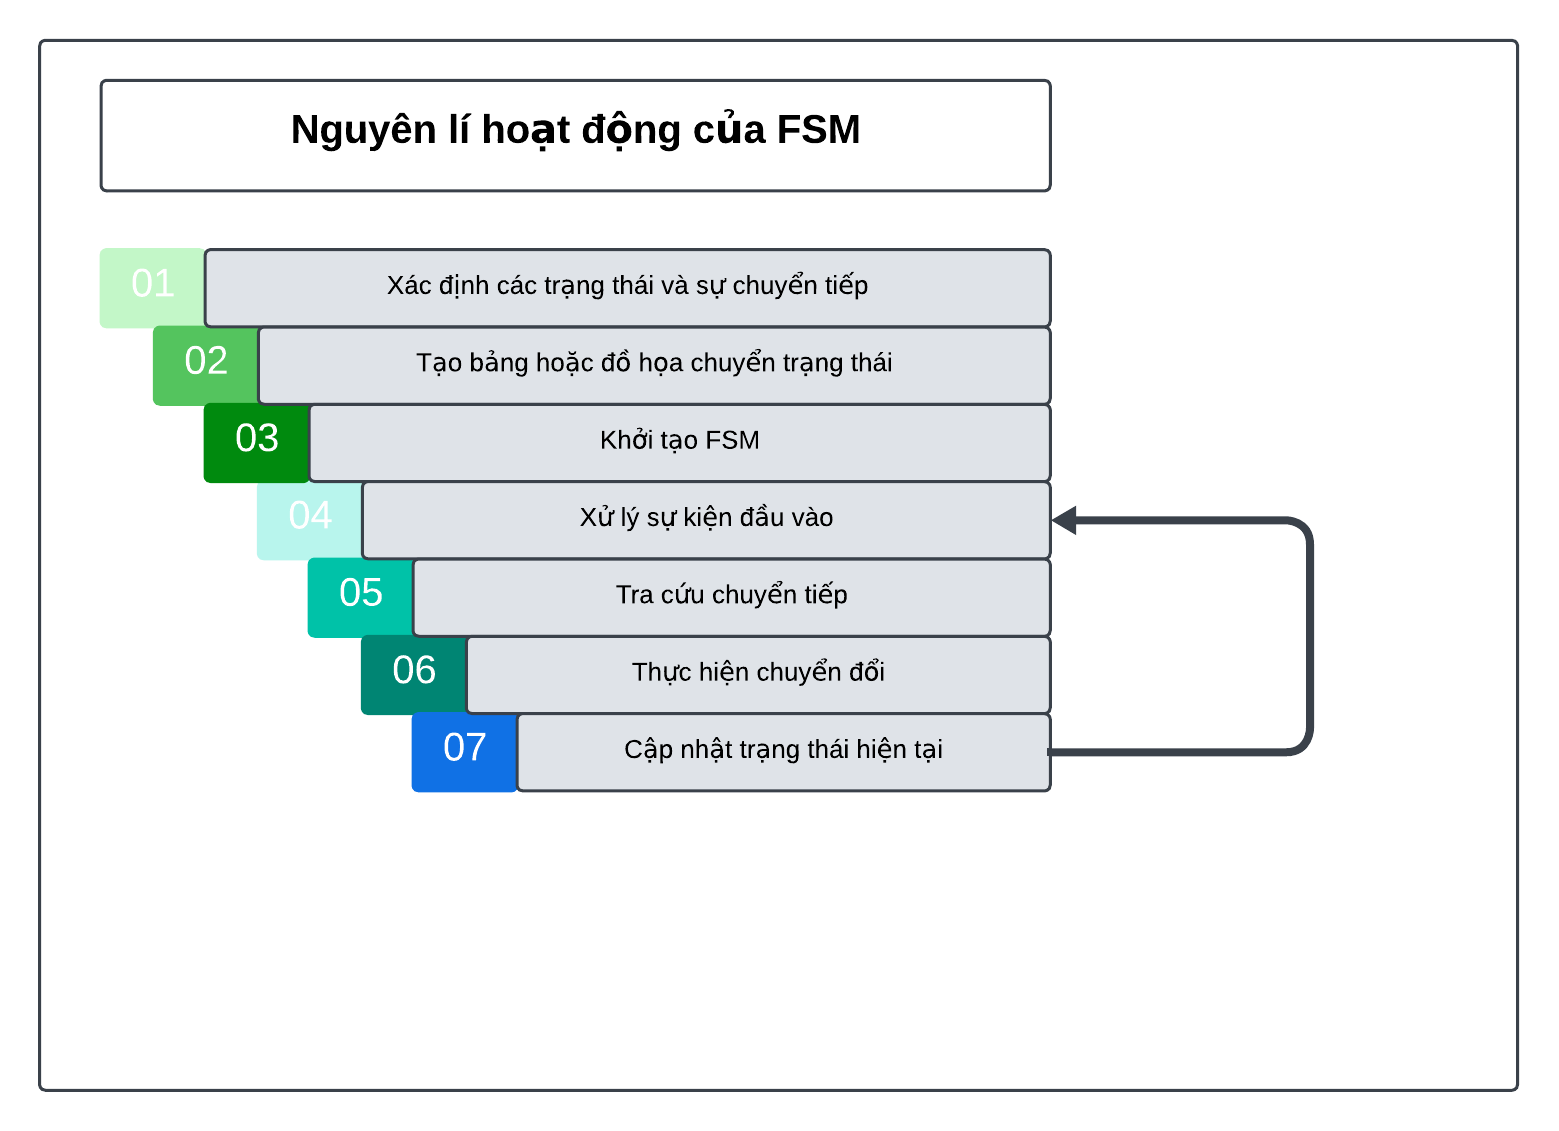 Nguyên lí hoạt động của FSM
01
Xác định các trạng thái và sự chuyển tiếp
02
Tạo bảng hoặc đồ họa chuyển trạng thái
03
Khởi tạo FSM
04
Xử lý sự kiện đầu vào
05
Tra cứu chuyển tiếp
06
Thực hiện chuyển đổi
07
Cập nhật trạng thái hiện tại